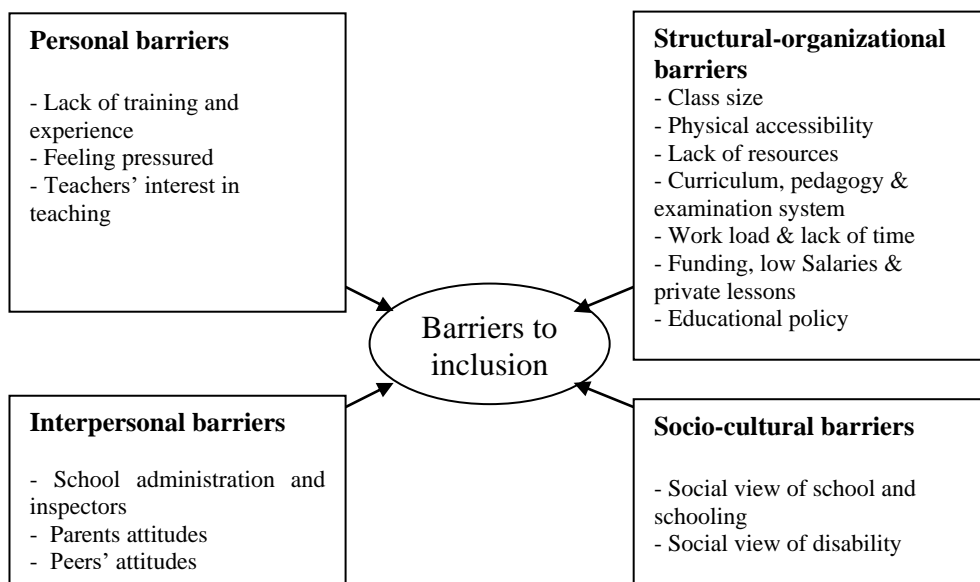 Personal barriers
- Lack of training and
experience
- Feeling pressured
- Teachers’ interest in
teaching
Structural-organizational
barriers
- Class size
- Physical accessibility
- Lack of resources
- Curriculum, pedagogy &
examination system
- Work load & lack of time
- Funding, low Salaries &
private lessons
- Educational policy
Barriers to
inclusion
Interpersonal barriers
- School administration and
inspectors
- Parents attitudes
- Peers’ attitudes
Socio-cultural barriers
- Social view of school and
schooling
- Social view of disability